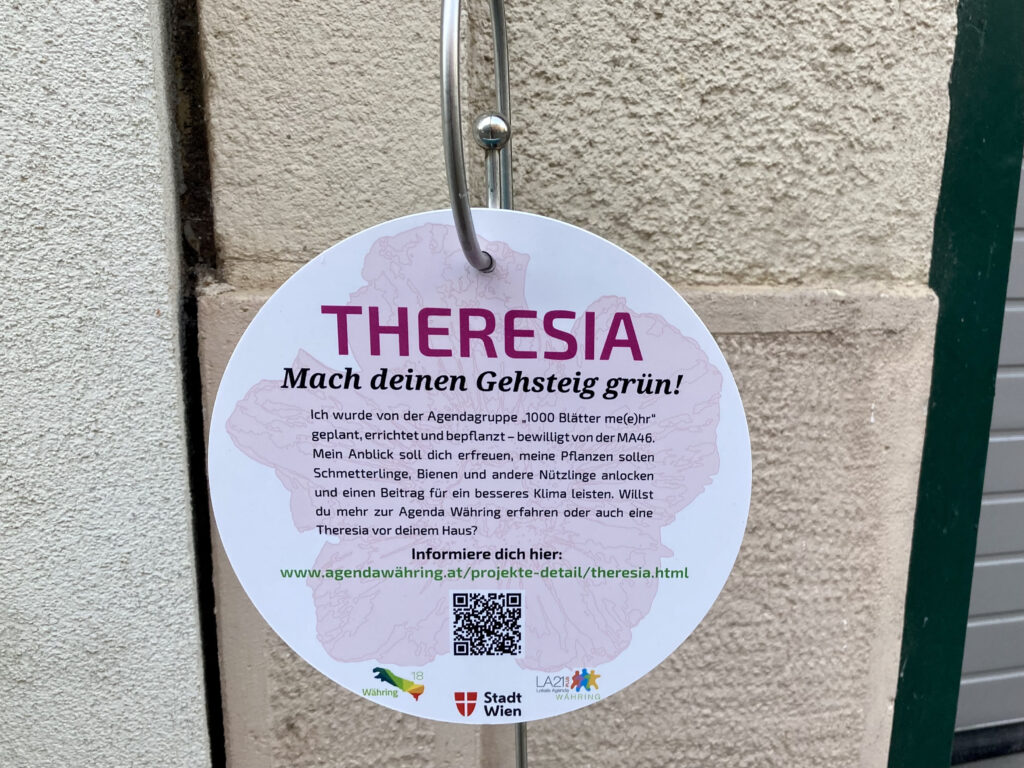 THERESIA
Mach deinen Gehsteig grün!
Ich wurde von der Agendagruppe „1000 Blätter me(e)hr“
geplant, errichtet und bepflanzt – bewilligt von der MA46.
Mein Anblick soll dich erfreuen, meine Pflanzen sollen
Schmetterlinge, Bienen und andere Nützlinge anlocken
und einen Beitrag für ein besseres Klima leisten. Willst
du mehr zur Agenda Währing erfahren oder auch eine
Theresia vor deinem Haus?
Informiere dich hier:
www.agendawähring.at/projekte-detail/theresia.html
18
Währing
Stadt
Wien
LA21
Lokale Agenda
WÄHRING